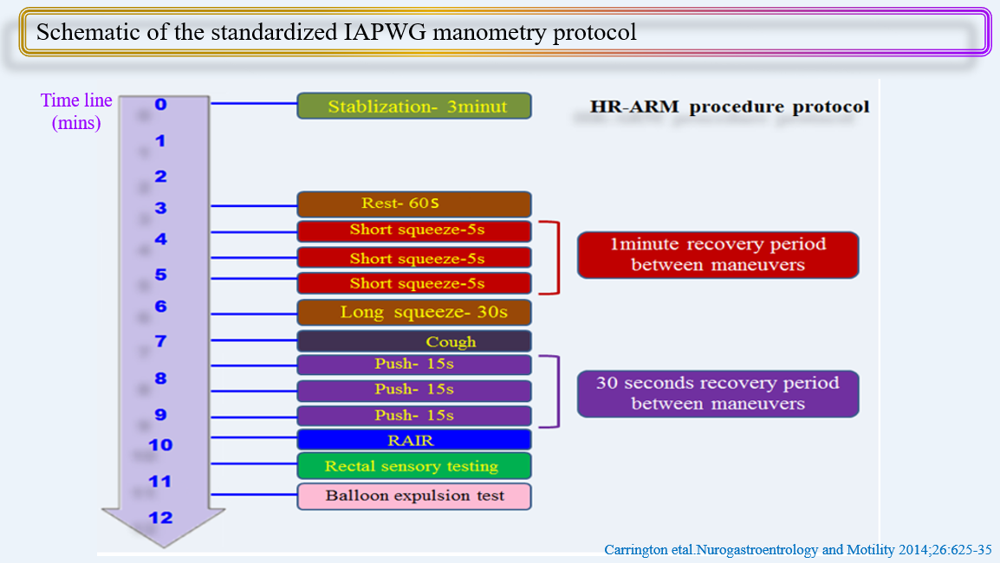 Schematic of the standardized IAPWG manometry protocol
Time line
(mins)
0
1
2
3
4
5
6
7
8
9
10
11
12
Stablization- 3minut
HR-ARM procedure protocol
Rest- 60s
Short squeeze-5s
Short squeeze-5s
Short squeeze-5s
1minute recovery period
between maneuvers
Long squeeze- 30s
Cough
Push- 15s
Push- 15s
Push- 15s
30 seconds recovery period
between maneuvers
RAIR
Rectal sensory testing
Balloon expulsion test
Carrington etal.Nurogastroentrology and Motility 2014;26:625-35